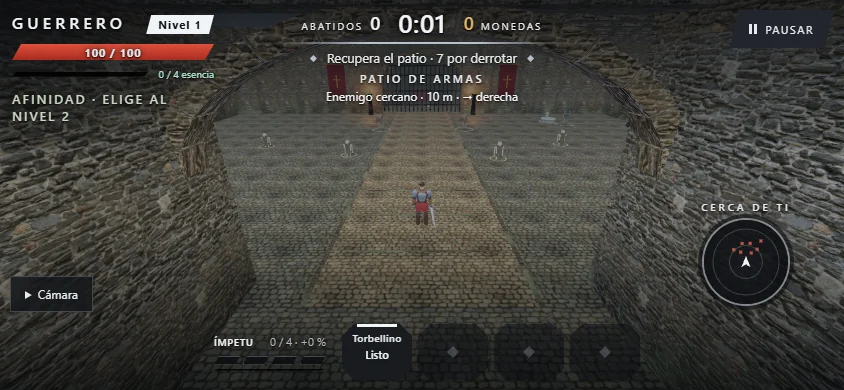 GUERRERO Nivel 1
100 / 100
0 / 4 esencia
AFINIDAD · ELIGE AL
NIVEL 2
ABATIDOS 0 0:01 0 MONEDAS
Recupera el patio · 7 por derrotar
PATIO DE ARMAS
Enemigo cercano · 10 m · → derecha
PAUSAR
CERCA DE TI
Cámara
ÍMPETU 0 / 4 · +0 %
Torbellino
Listo